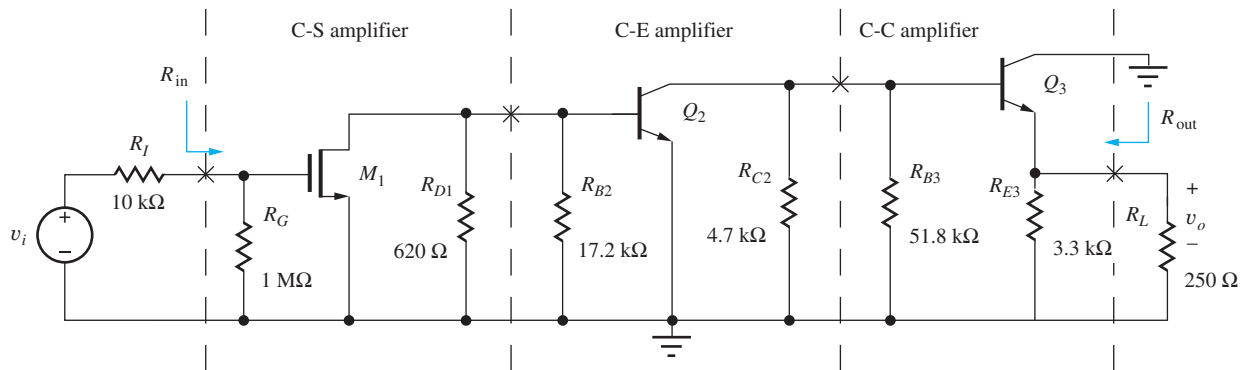 C-S amplifier
C-E amplifier
C-C amplifier
R_in
R_I
10 kΩ
v_i
+
−
R_G
1 MΩ
M_1
R_D1
620 Ω
R_B2
17.2 kΩ
Q_2
R_C2
4.7 kΩ
R_B3
51.8 kΩ
Q_3
R_E3
3.3 kΩ
R_out
R_L
250 Ω
+
v_o
−